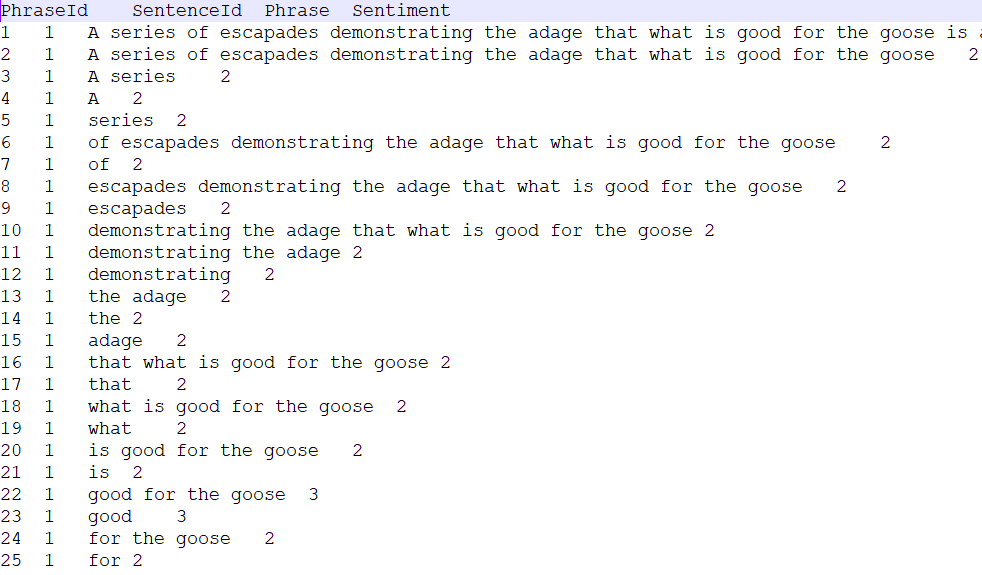 PhraseId SentenceId Phrase Sentiment
1 1 A series of escapades demonstrating the adage that what is good for the goose is
2 1 A series of escapades demonstrating the adage that what is good for the goose 2
3 1 A series 2
4 1 A 2
5 1 series 2
6 1 of escapades demonstrating the adage that what is good for the goose 2
7 1 of 2
8 1 escapades demonstrating the adage that what is good for the goose 2
9 1 escapades 2
10 1 demonstrating the adage that what is good for the goose 2
11 1 demonstrating the adage 2
12 1 demonstrating 2
13 1 the adage 2
14 1 the 2
15 1 adage 2
16 1 that what is good for the goose 2
17 1 that 2
18 1 what is good for the goose 2
19 1 what 2
20 1 is good for the goose 2
21 1 is 2
22 1 good for the goose 3
23 1 good 3
24 1 for the goose 2
25 1 for 2